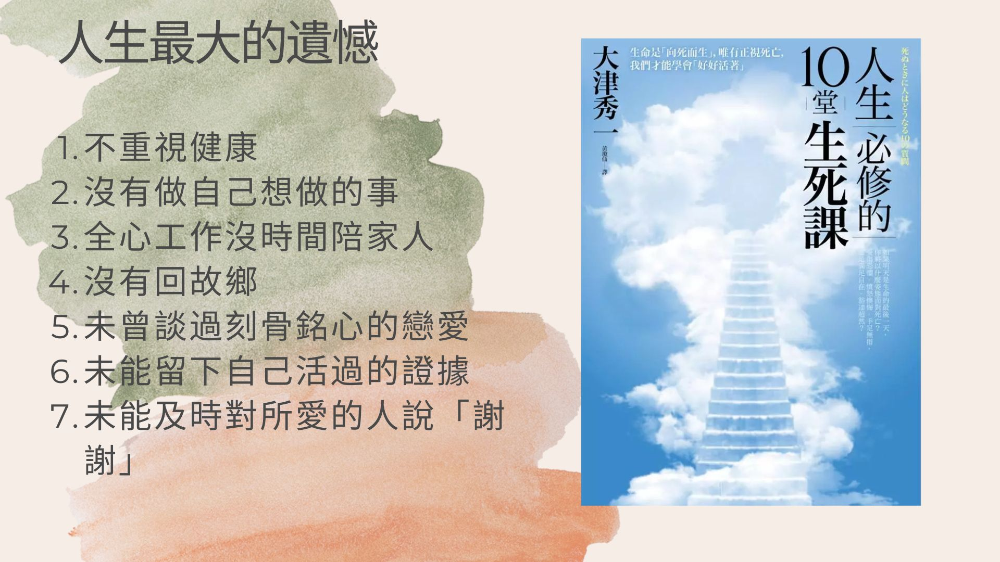 人生最大的遺憾
1. 不重視健康
2. 沒有做自己想做的事
3. 全心工作沒時間陪家人
4. 沒有回故鄉
5. 未曾談過刻骨銘心的戀愛
6. 未能留下自己活過的證據
7. 未能及時對所愛的人說「謝
謝」
死ぬときに人はどうなる10の質問
人生必修的
10堂生死課
生命是「向死而生」，唯有正視死亡，
我們才能學會「好好活著」
大津秀一
黃瓊仙 譯
如果明天是生命的最後一天，
你將以什麼姿態面對死亡？
憤怒懊悔、手足無措，
滿足自在、豁達超然？